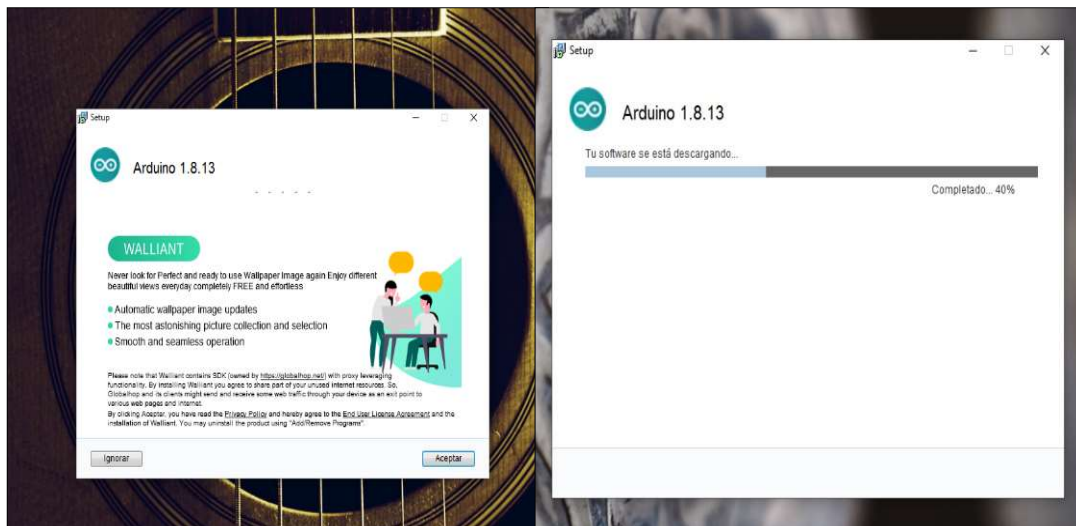 Setup
Arduino 1.8.13
- - - - -
WALLIANT
Never look for Perfect and ready to use Wallpaper Image again Enjoy different
beautiful views everyday completely FREE and effortless
Automatic wallpaper image updates
The most astonishing picture collection and selection
Smooth and seamless operation
Please note that Walliant contains SDK (owned by https://globalhop.net/) with proxy leveraging
functionality. By installing Walliant you agree to share part of your unused internet resources. So,
Globalhop and its clients might send and receive some web traffic through your device as an exit point to
various web pages and internet.
By clicking Aceptar, you have read the Privacy Policy and hereby agree to the End User License Agreement and the
installation of Walliant. You may uninstall the product using "Add/Remove Programs".
Ignorar
Aceptar
Setup
Arduino 1.8.13
Tu software se está descargando...
Completado... 40%